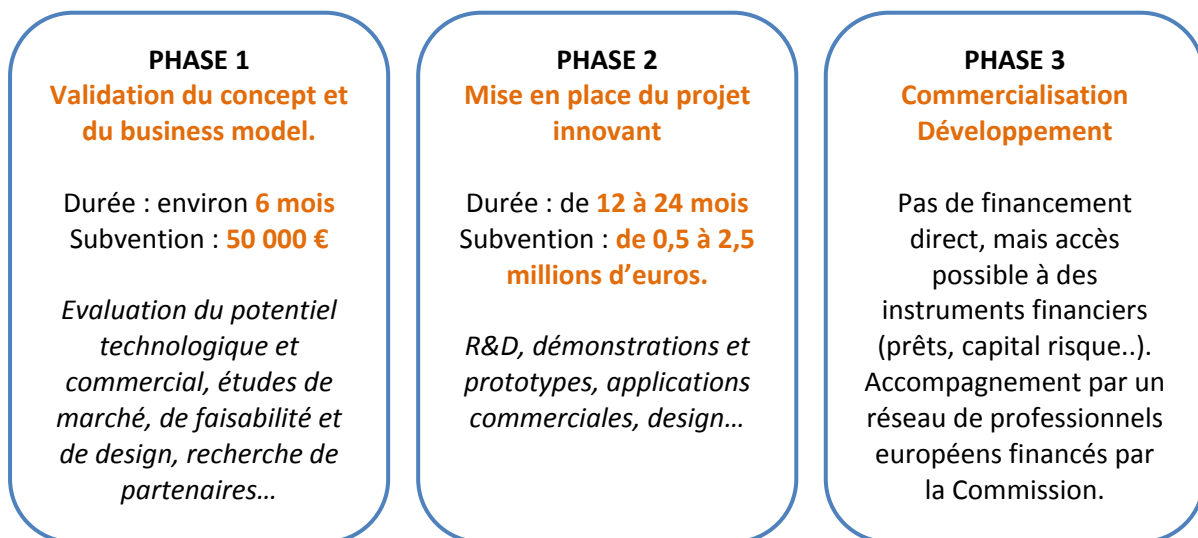 PHASE 1
Validation du concept et
du business model.
Durée : environ 6 mois
Subvention : 50 000 €
Evaluation du potentiel
technologique et
commercial, études de
marché, de faisabilité et
de design, recherche de
partenaires…
PHASE 2
Mise en place du projet
innovant
Durée : de 12 à 24 mois
Subvention : de 0,5 à 2,5
millions d’euros.
R&D, démonstrations et
prototypes, applications
commerciales, design…
PHASE 3
Commercialisation
Développement
Pas de financement
direct, mais accès
possible à des
instruments financiers
(prêts, capital risque..).
Accompagnement par un
réseau de professionnels
européens financés par
la Commission.